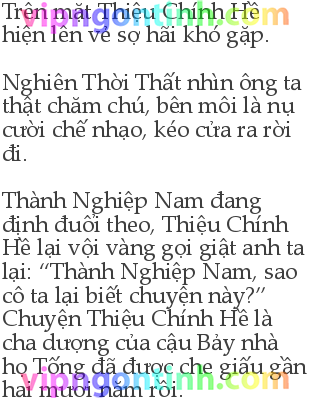 Trên mặt Thiệu Chính Hề
hiện lên vẻ sợ hãi khó gặp.
Nghiên Thời Thất nhìn ông ta
thật chăm chú, bên môi là nụ
cười chế nhạo, kéo cửa ra rời
đi.
Thành Nghiệp Nam đang
định đuổi theo, Thiệu Chính
Hề lại vội vàng gọi giật anh ta
lại: “Thành Nghiệp Nam, sao
cô ta lại biết chuyện này?”
Chuyện Thiệu Chính Hề là
cha dượng của cậu Bảy nhà
họ Tống đã được che giấu gần
hai mươi năm rồi.